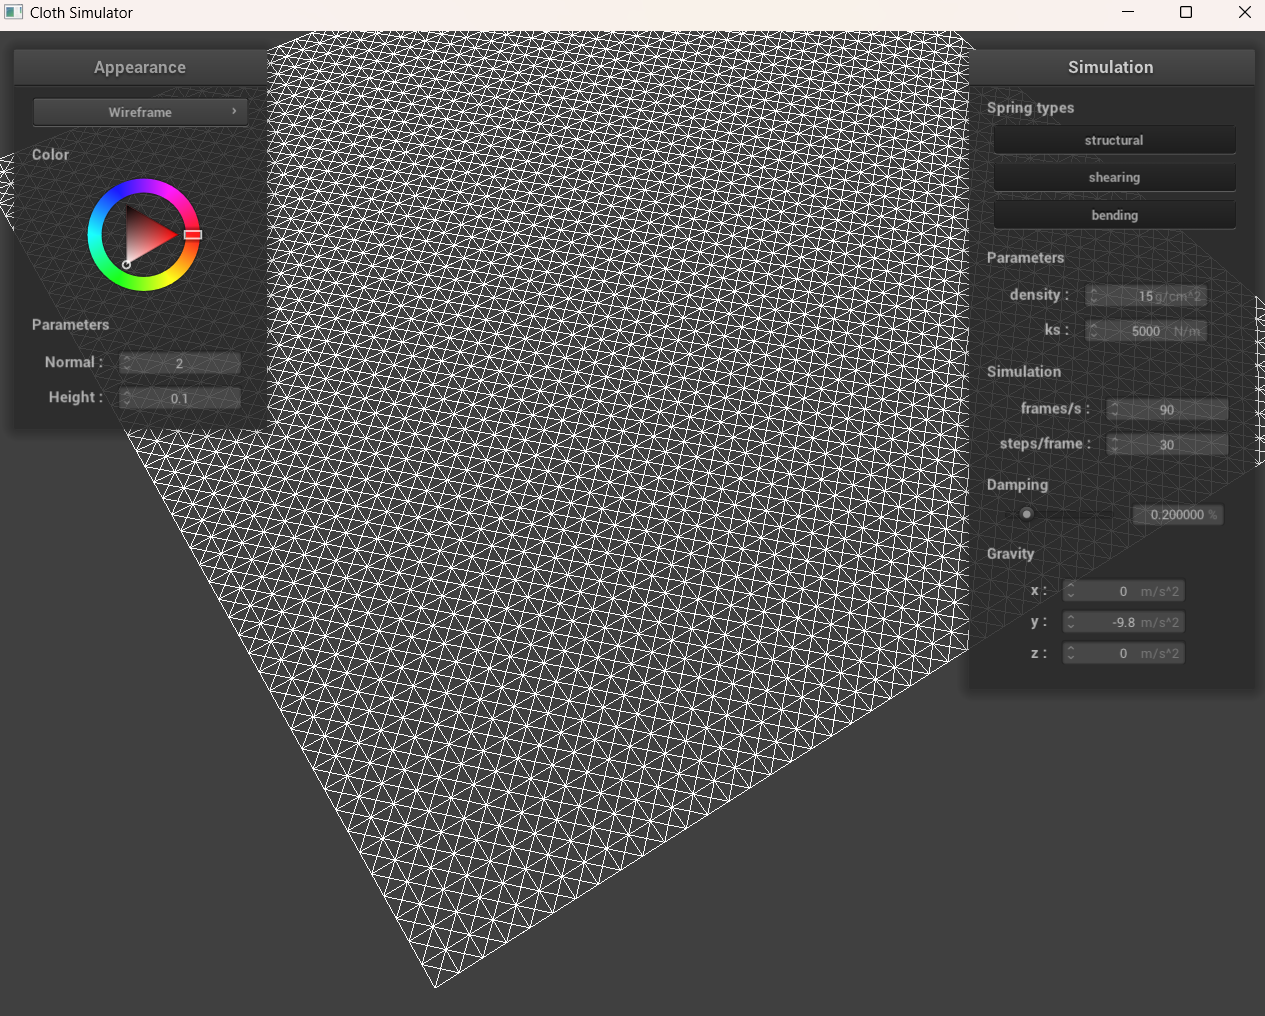 Cloth Simulator
Appearance
Wireframe
Color
Parameters
Normal : 2
Height : 0.1
Simulation
Spring types
structural
shearing
bending
Parameters
density : 15 g/cm^2
ks : 5000 N/m
Simulation
frames/s : 90
steps/frame : 30
Damping
0.200000 %
Gravity
x : 0 m/s^2
y : -9.8 m/s^2
z : 0 m/s^2